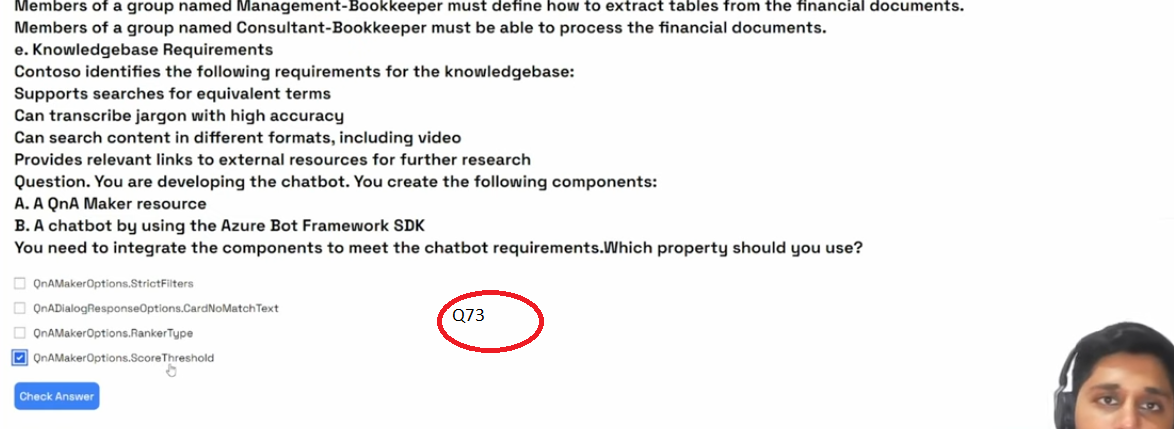 Members of a group named Management-Bookkeeper must define how to extract tables from the financial documents.
Members of a group named Consultant-Bookkeeper must be able to process the financial documents.
e. Knowledgebase Requirements
Contoso identifies the following requirements for the knowledgebase:
Supports searches for equivalent terms
Can transcribe jargon with high accuracy
Can search content in different formats, including video
Provides relevant links to external resources for further research
Question. You are developing the chatbot. You create the following components:
A. A QnA Maker resource
B. A chatbot by using the Azure Bot Framework SDK
You need to integrate the components to meet the chatbot requirements.Which property should you use?
QnAMakerOptions.StrictFilters
QnADialogResponseOptions.CardNoMatchText
Q73
QnAMakerOptions.RankerType
QnAMakerOptions.ScoreThreshold
Check Answer